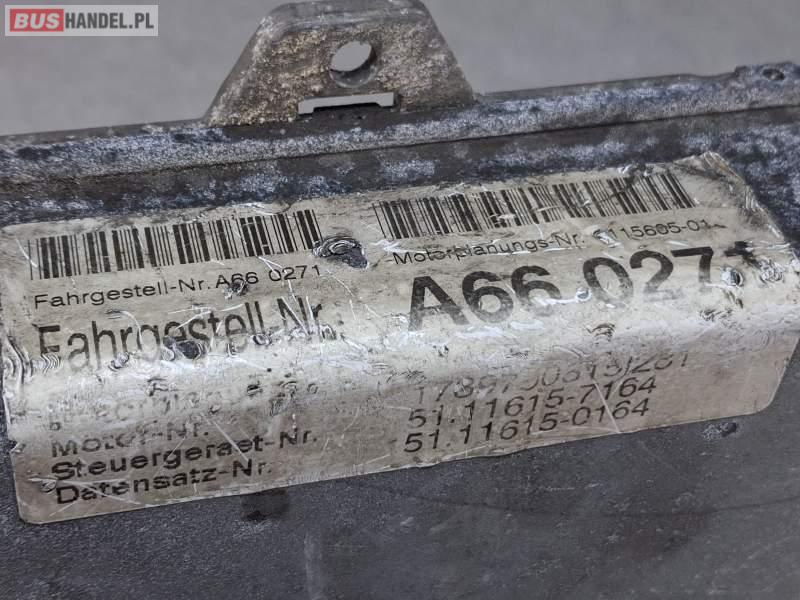 BUSHANDEL.PL
Fahrgestell-Nr. A66 0271
Motorplanungs-Nr. 115605-01
Fahrgestell-Nr. A66 0271
Motor-Nr.
Steuergeraet-Nr. 51.11615-7164
Datensatz-Nr. 51.11615-0164